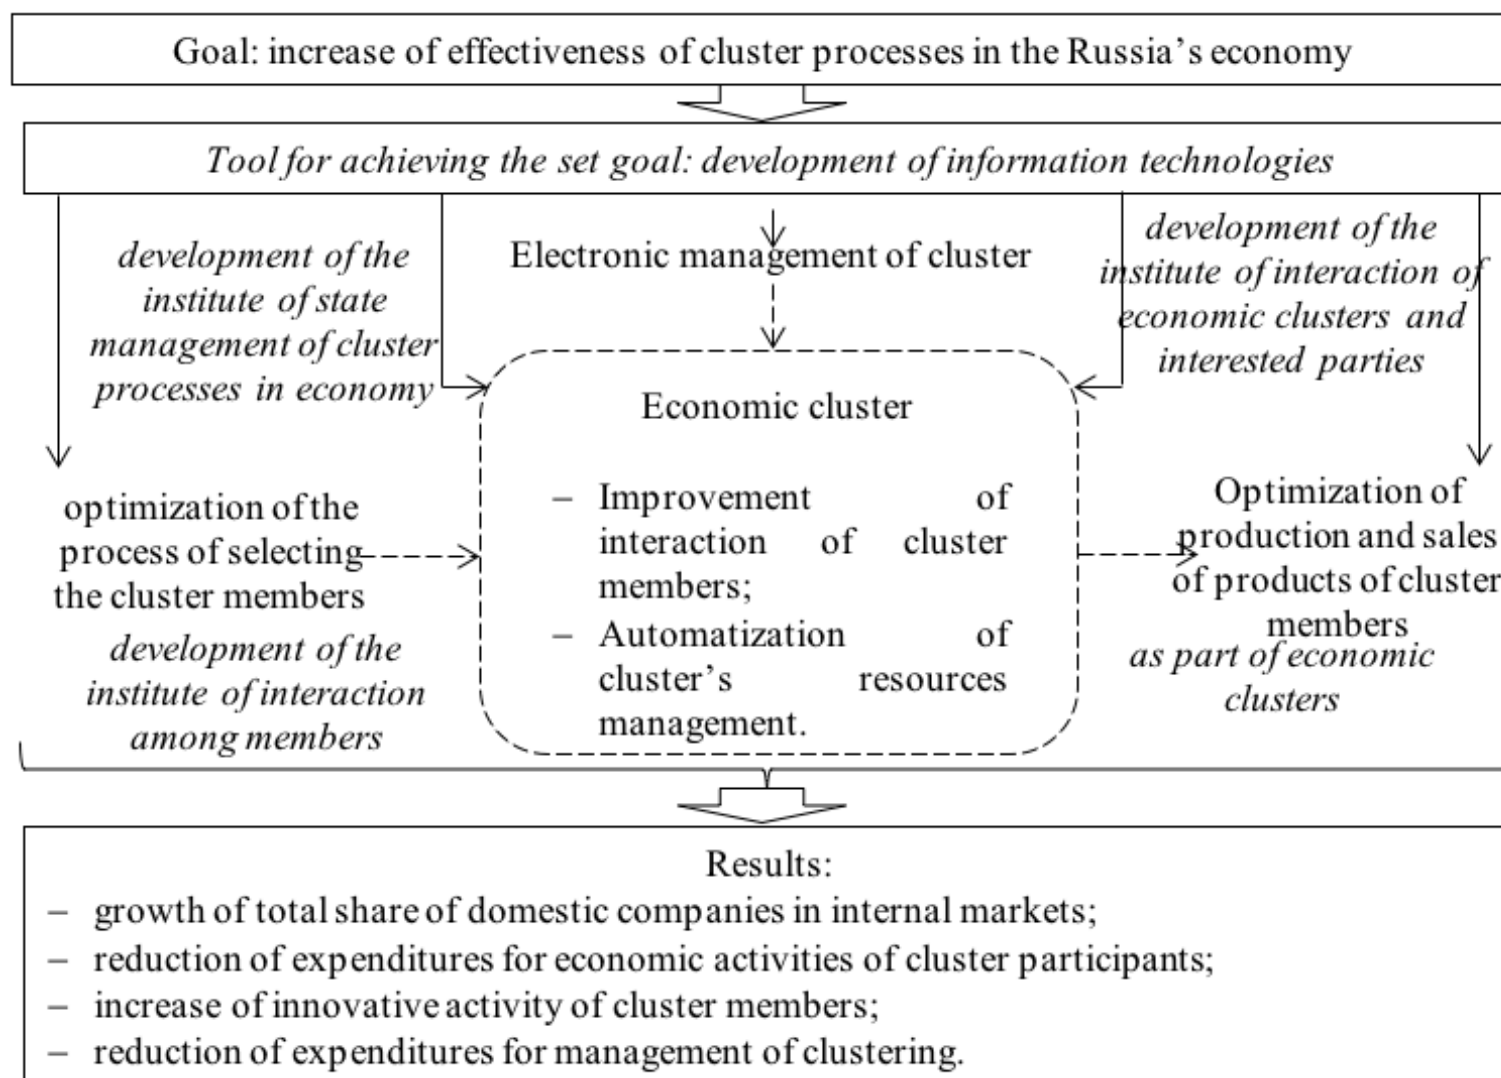 Goal: increase of effectiveness of cluster processes in the Russia's economy
Tool for achieving the set goal: development of information technologies
development of the
institute of state
management of cluster
processes in economy
Electronic management of cluster
development of the
institute of interaction of
economic clusters and
interested parties
optimization of the
process of selecting
the cluster members
development of the
institute of interaction
among members
Economic cluster
– Improvement of
interaction of cluster
members;
– Automatization of
cluster's resources
management.
Optimization of
production and sales
of products of cluster
members
as part of economic
clusters
Results:
– growth of total share of domestic companies in internal markets;
– reduction of expenditures for economic activities of cluster participants;
– increase of innovative activity of cluster members;
– reduction of expenditures for management of clustering.